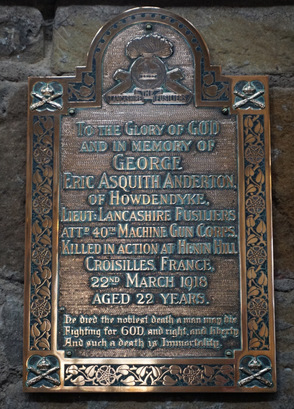 LANCASHIRE FUSILIERS
TO THE GLORY OF GOD
AND IN MEMORY OF
GEORGE
ERIC ASQUITH ANDERTON,
OF HOWDENDYKE,
LIEUT: LANCASHIRE FUSILIERS
ATTD 40TH MACHINE GUN CORPS.
KILLED IN ACTION AT HENIN HILL
CROISILLES, FRANCE,
22ND MARCH 1918
AGED 22 YEARS.
He died the noblest death a man may die
Fighting for GOD, and right, and liberty
And such a death is Immortality.